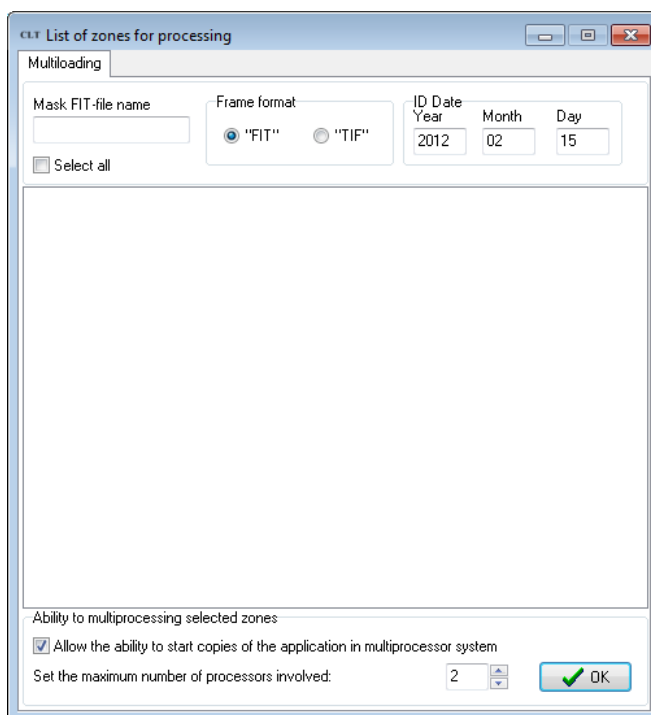 CLT List of zones for processing
Multiloading
Mask FIT-file name
Frame format
"FIT" "TIF"
ID Date
Year Month Day
2012 02 15
Select all
Ability to multiprocessing selected zones
Allow the ability to start copies of the application in multiprocessor system
Set the maximum number of processors involved: 2 OK